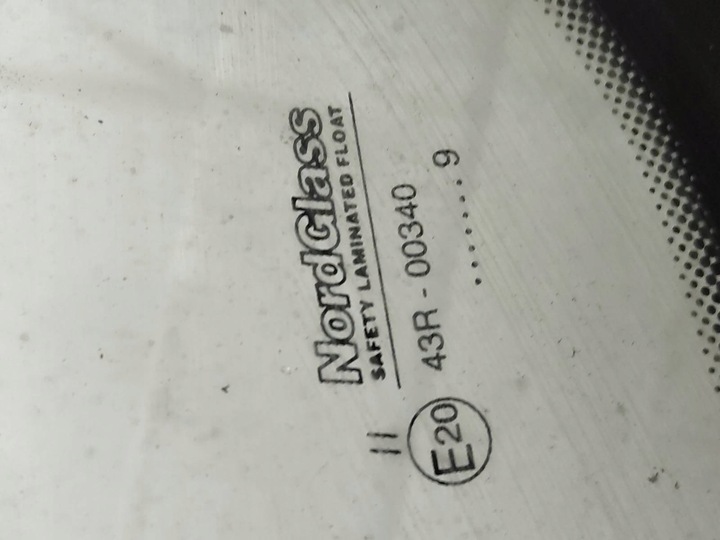 NordGlass
SAFETY LAMINATED FLOAT
II
E20 43R - 00340
........9